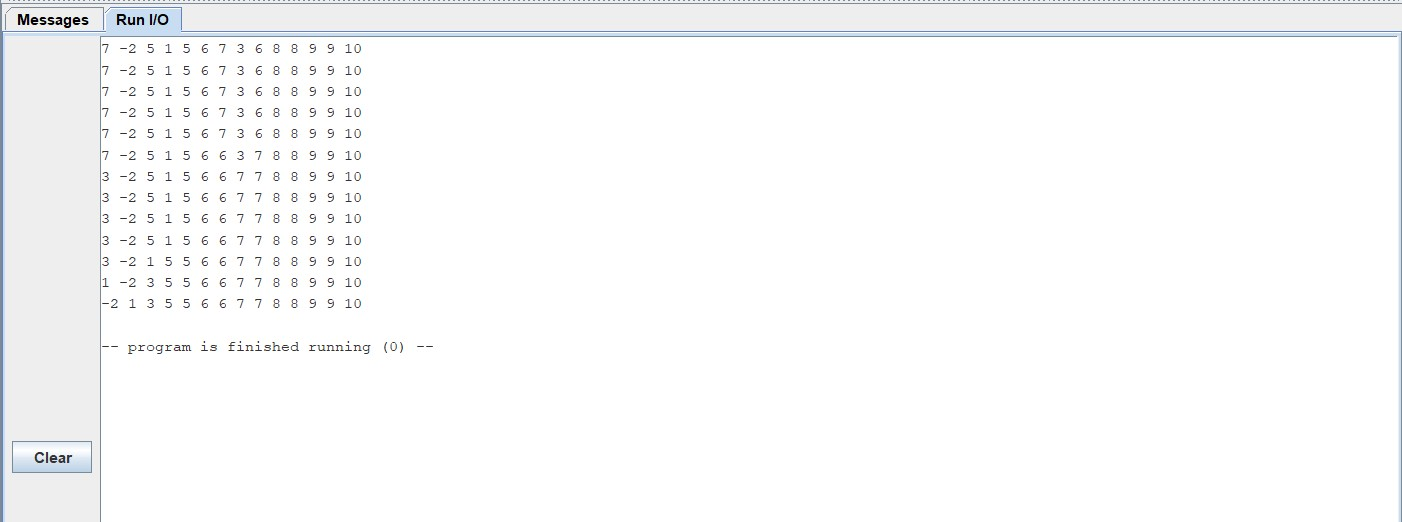 Messages Run I/O
7 -2 5 1 5 6 7 3 6 8 8 9 9 10
7 -2 5 1 5 6 7 3 6 8 8 9 9 10
7 -2 5 1 5 6 7 3 6 8 8 9 9 10
7 -2 5 1 5 6 7 3 6 8 8 9 9 10
7 -2 5 1 5 6 7 3 6 8 8 9 9 10
7 -2 5 1 5 6 6 3 7 8 8 9 9 10
3 -2 5 1 5 6 6 7 7 8 8 9 9 10
3 -2 5 1 5 6 6 7 7 8 8 9 9 10
3 -2 5 1 5 6 6 7 7 8 8 9 9 10
3 -2 5 1 5 6 6 7 7 8 8 9 9 10
3 -2 1 5 5 6 6 7 7 8 8 9 9 10
1 -2 3 5 5 6 6 7 7 8 8 9 9 10
-2 1 3 5 5 6 6 7 7 8 8 9 9 10
-- program is finished running (0) --
Clear